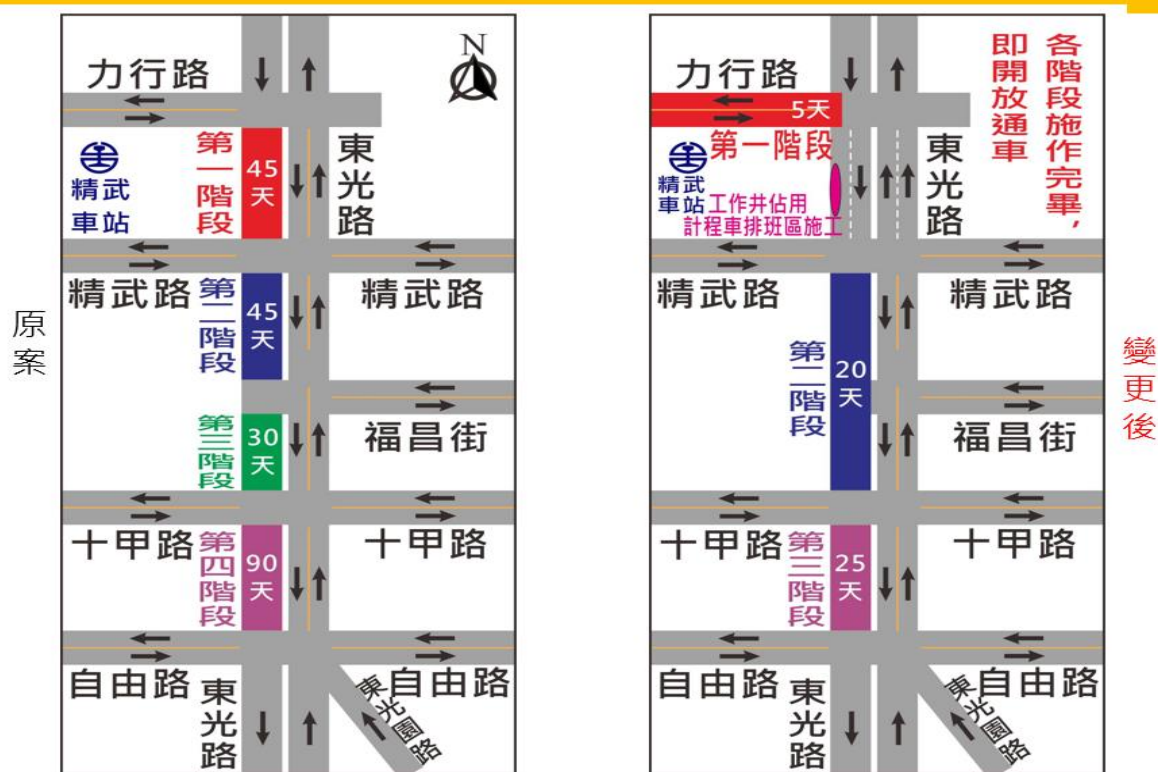 原案
N
力行路
精武車站
第一階段
45天
東光路
精武路
精武路
第二階段
45天
福昌街
第三階段
30天
十甲路
十甲路
第四階段
90天
自由路
自由路
東光路
東光園路
變更後
各階段施作完畢，
即開放通車
力行路
5天
第一階段
精武車站
工作井佔用
計程車排班區施工
東光路
精武路
精武路
第二階段
20天
福昌街
十甲路
十甲路
第三階段
25天
自由路
自由路
東光路
東光園路